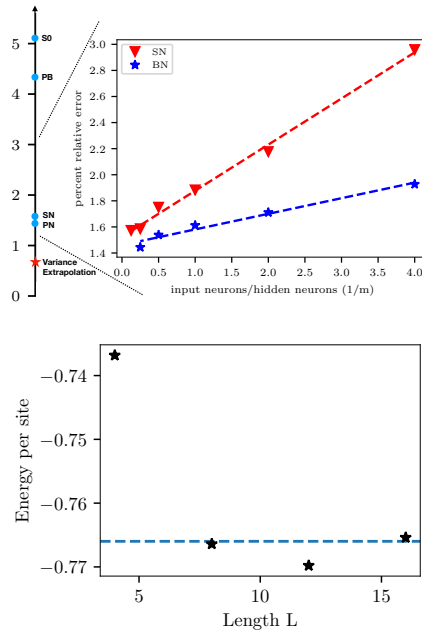 5
4
3
2
1
0
S0
PB
SN
PN
Variance
Extrapolation
percent relative error
3.0
2.8
2.6
2.4
2.2
2.0
1.8
1.6
1.4
SN
BN
0.0 0.5 1.0 1.5 2.0 2.5 3.0 3.5 4.0
input neurons/hidden neurons (1/m)
Energy per site
−0.74
−0.75
−0.76
−0.77
5 10 15
Length L